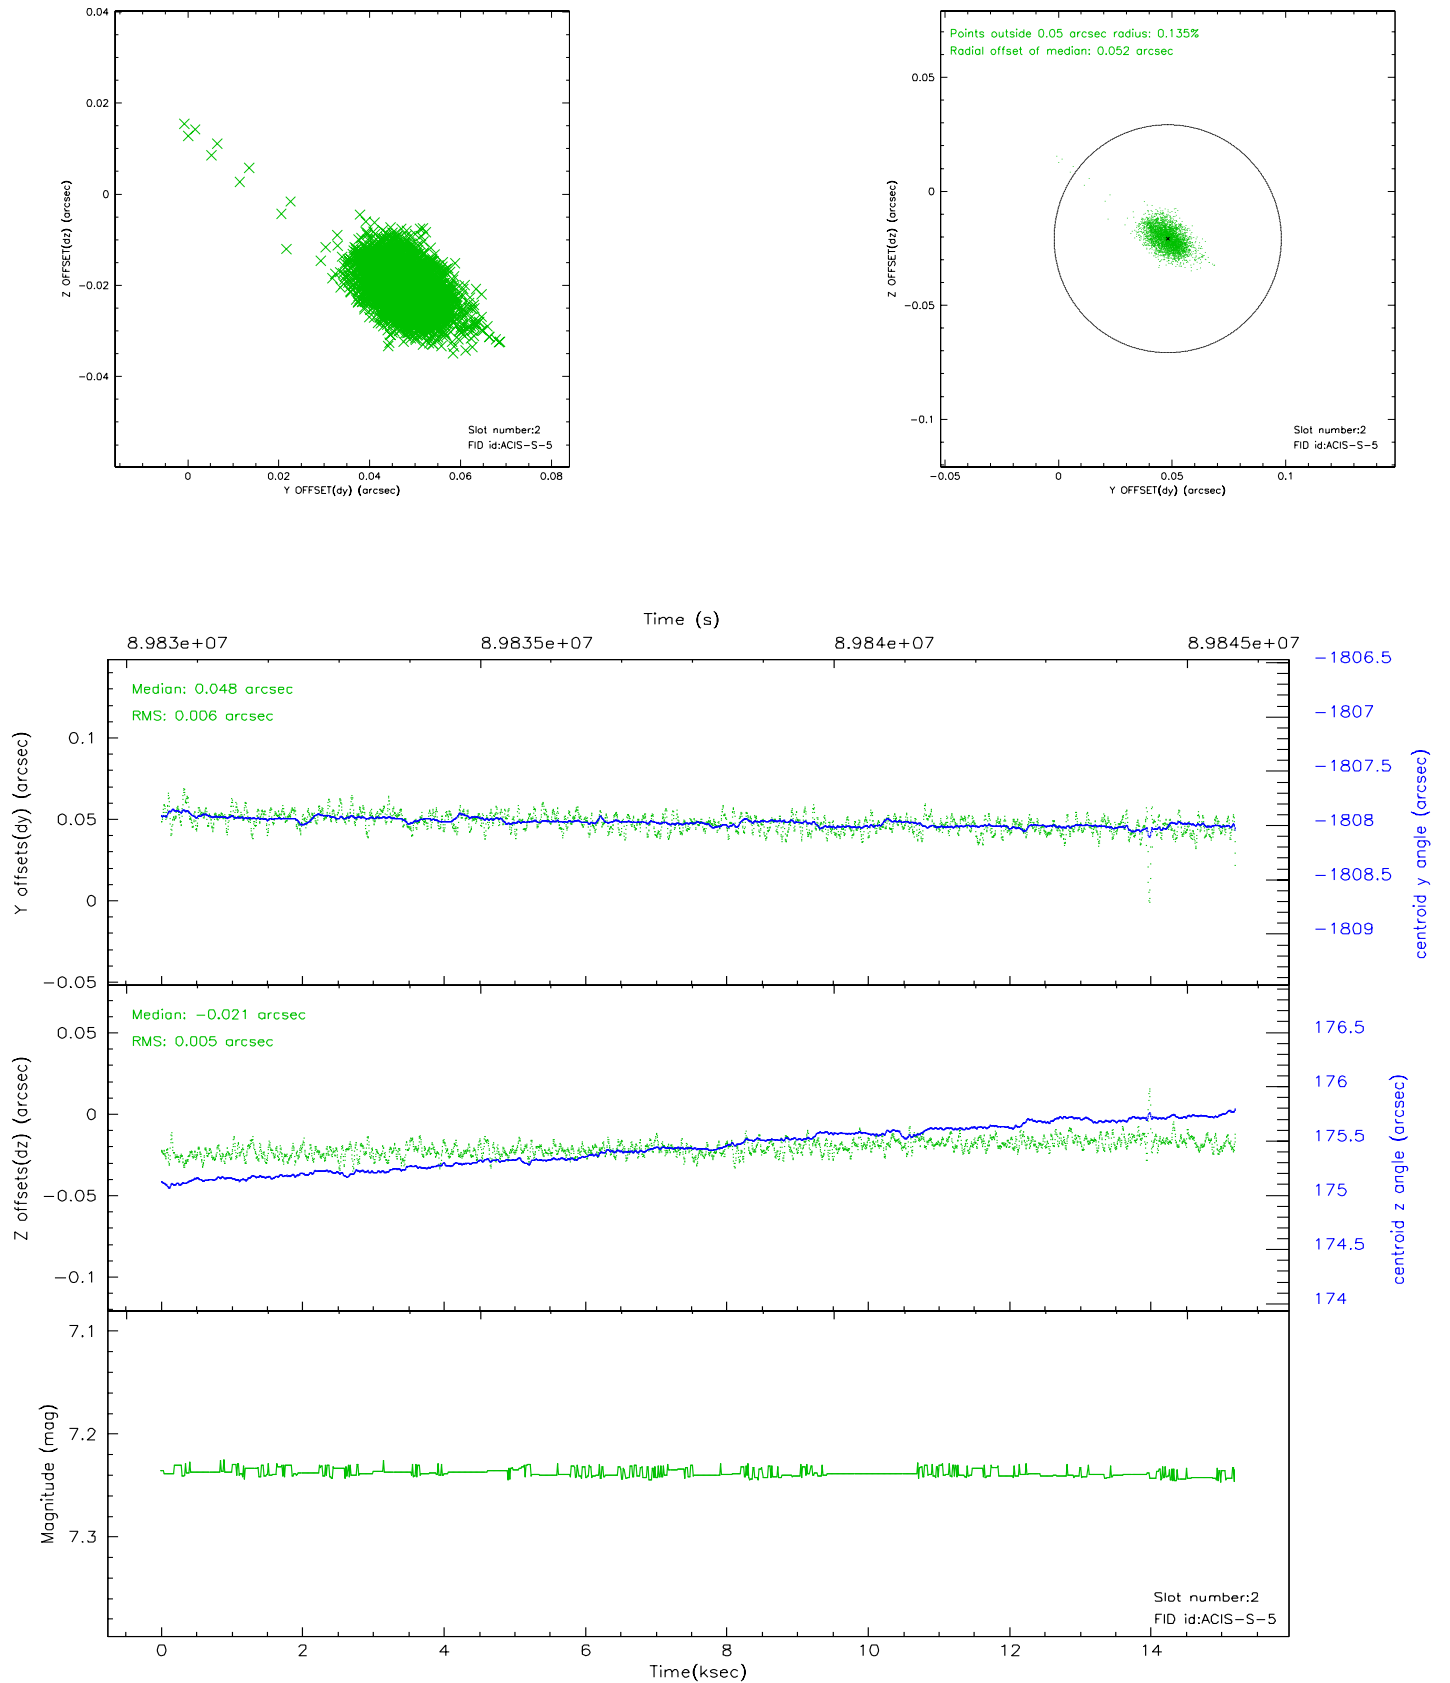 0.04
0.02
0
−0.02
−0.04
Z OFFSET(dz) (arcsec)
Slot number:2
FID id:ACIS−S−5
0 0.02 0.04 0.06 0.08
Y OFFSET(dy) (arcsec)
Points outside 0.05 arcsec radius: 0.135%
Radial offset of median: 0.052 arcsec
0.05
0
−0.05
−0.1
Z OFFSET(dz) (arcsec)
Slot number:2
FID id:ACIS−S−5
−0.05 0 0.05 0.1
Y OFFSET(dy) (arcsec)
Time (s)
8.983e+07 8.9835e+07 8.984e+07 8.9845e+07
Median: 0.048 arcsec
RMS: 0.006 arcsec
0.1
0.05
0
−0.05
Y offsets(dy) (arcsec)
−1806.5
−1807
−1807.5
−1808
−1808.5
−1809
centroid y angle (arcsec)
Median: −0.021 arcsec
RMS: 0.005 arcsec
0.05
0
−0.05
−0.1
Z offsets(dz) (arcsec)
176.5
176
175.5
175
174.5
174
centroid z angle (arcsec)
7.1
7.2
7.3
Magnitude (mag)
Slot number:2
FID id:ACIS−S−5
0 2 4 6 8 10 12 14
Time(ksec)